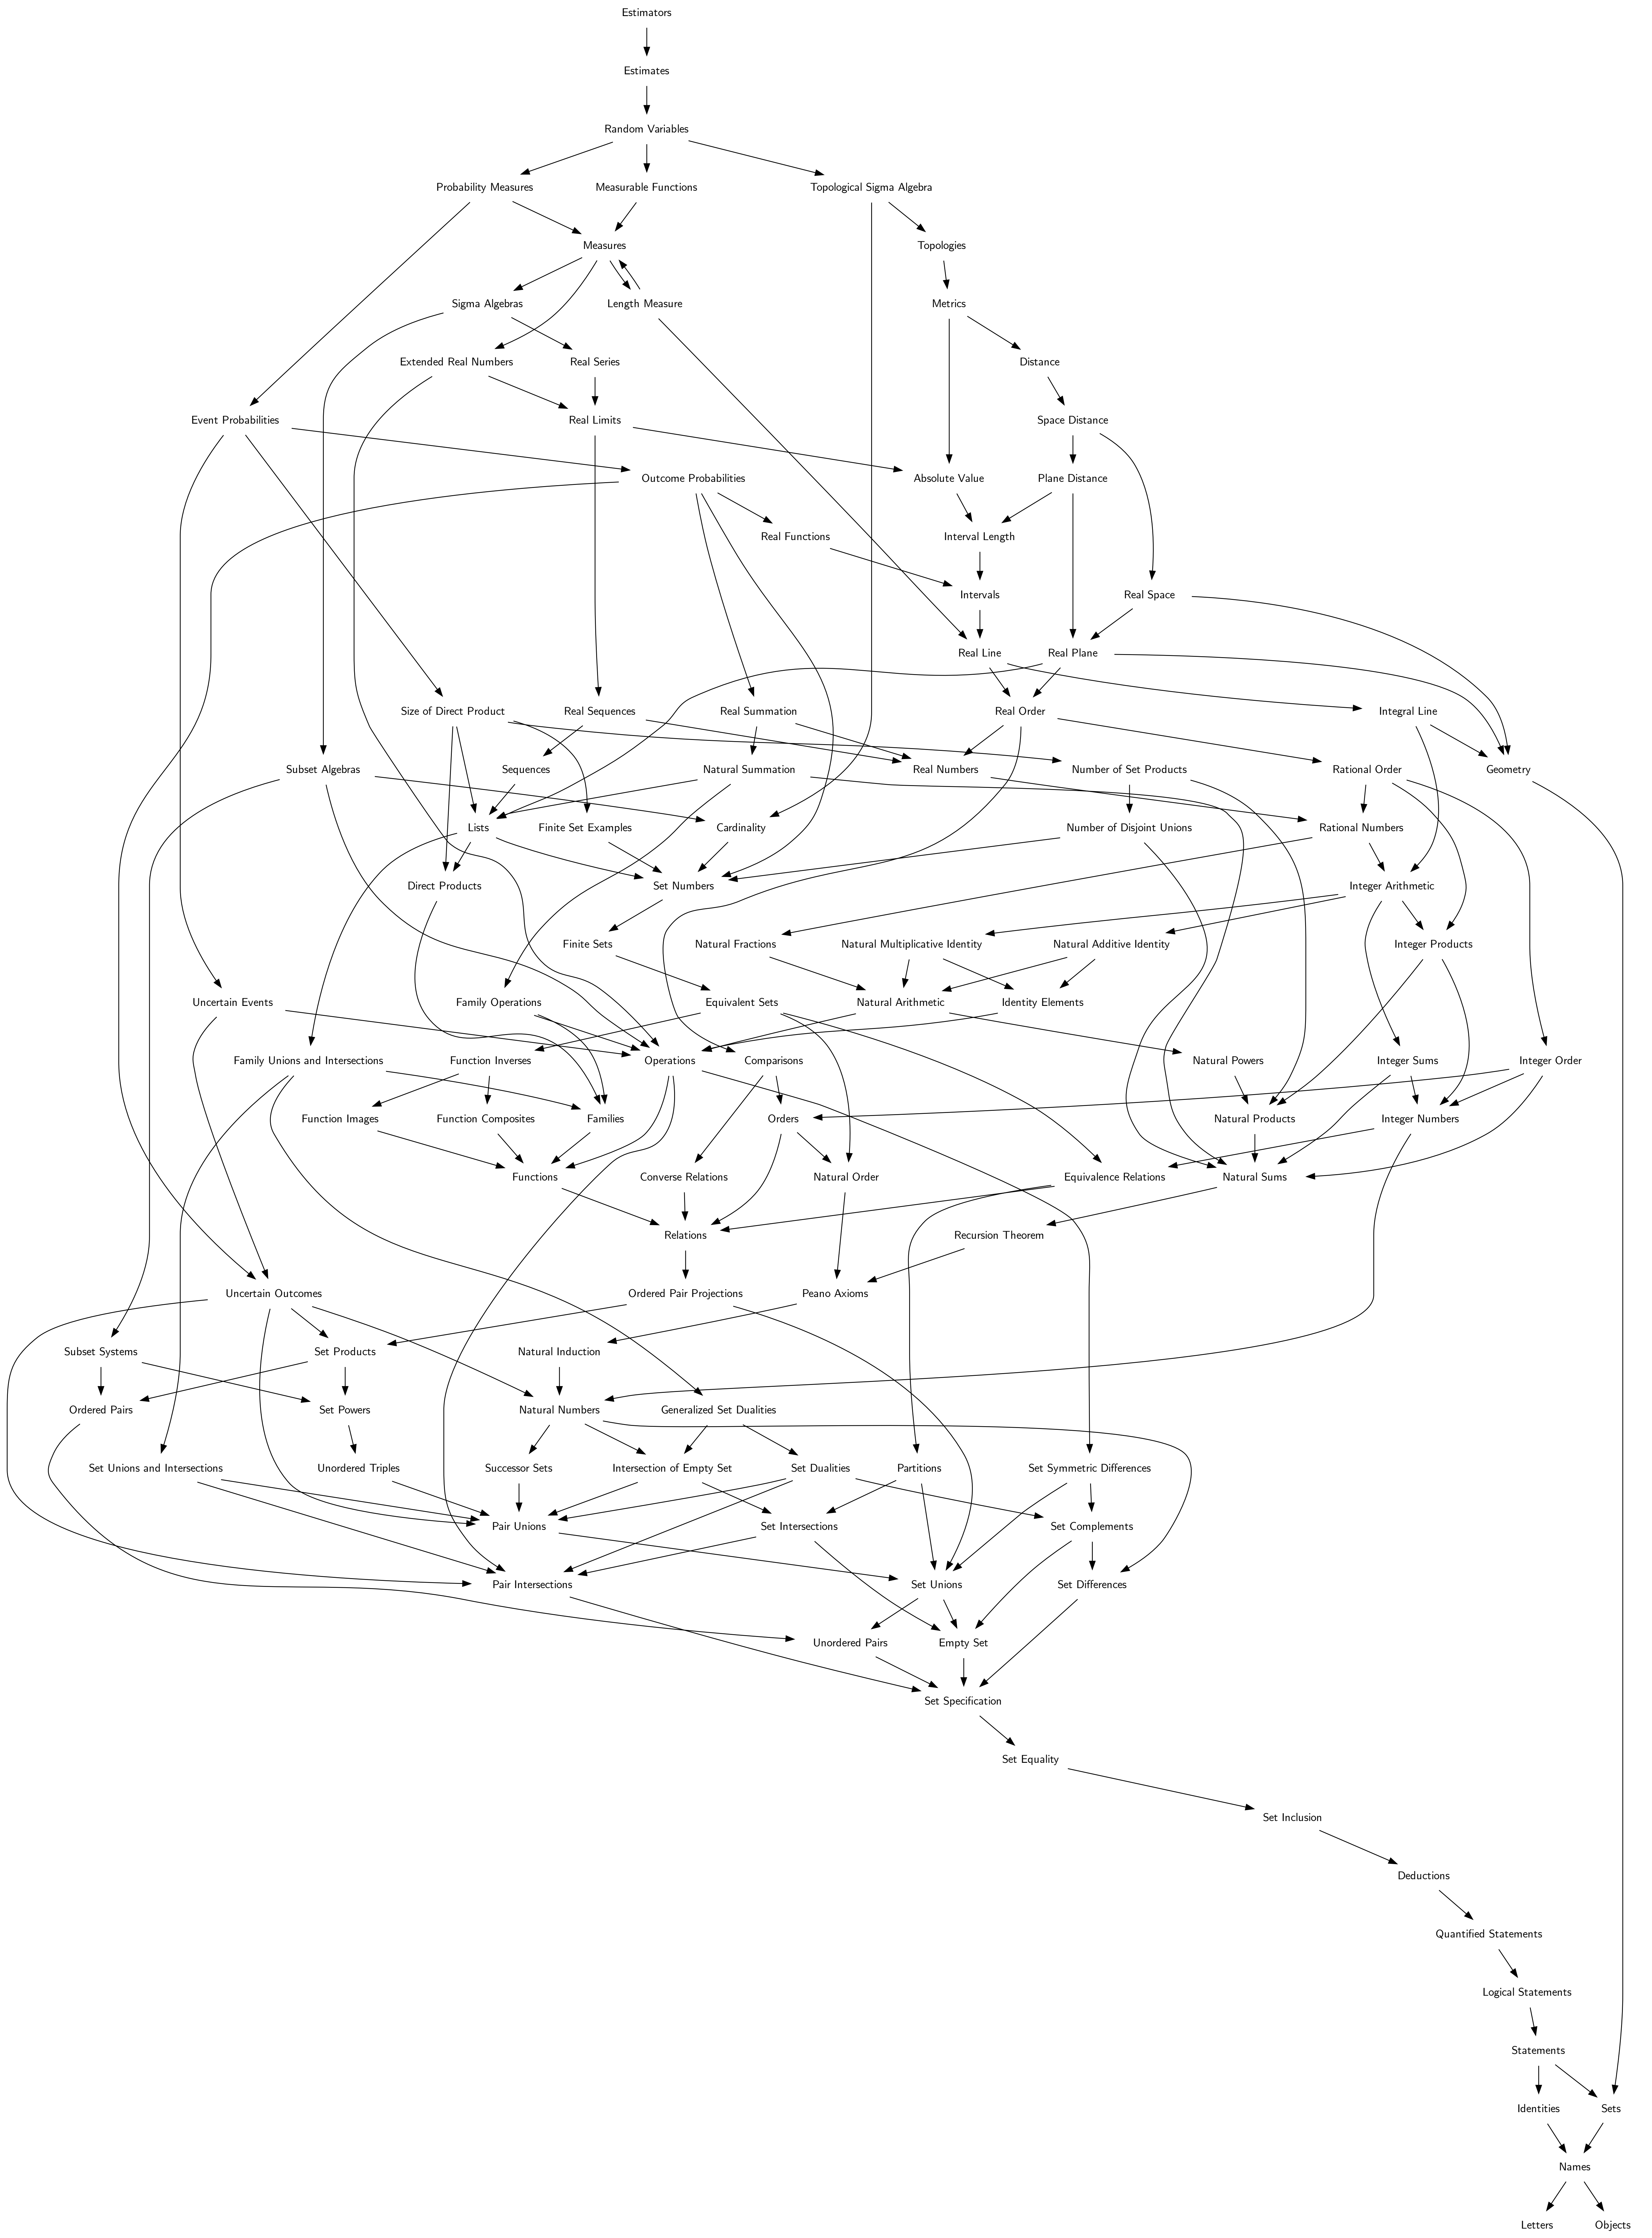 Estimators
Estimates
Random Variables
Probability Measures
Measurable Functions
Topological Sigma Algebra
Measures
Topologies
Sigma Algebras
Length Measure
Metrics
Extended Real Numbers
Real Series
Distance
Event Probabilities
Real Limits
Space Distance
Outcome Probabilities
Absolute Value
Plane Distance
Real Functions
Interval Length
Intervals
Real Space
Real Line
Real Plane
Size of Direct Product
Real Sequences
Real Summation
Real Order
Integral Line
Subset Algebras
Sequences
Natural Summation
Real Numbers
Number of Set Products
Rational Order
Geometry
Lists
Finite Set Examples
Cardinality
Number of Disjoint Unions
Rational Numbers
Direct Products
Set Numbers
Integer Arithmetic
Finite Sets
Natural Fractions
Natural Multiplicative Identity
Natural Additive Identity
Integer Products
Uncertain Events
Family Operations
Equivalent Sets
Natural Arithmetic
Identity Elements
Family Unions and Intersections
Function Inverses
Operations
Comparisons
Natural Powers
Integer Sums
Integer Order
Function Images
Function Composites
Families
Orders
Natural Products
Integer Numbers
Functions
Converse Relations
Natural Order
Equivalence Relations
Natural Sums
Relations
Recursion Theorem
Uncertain Outcomes
Ordered Pair Projections
Peano Axioms
Subset Systems
Set Products
Natural Induction
Ordered Pairs
Set Powers
Natural Numbers
Generalized Set Dualities
Set Unions and Intersections
Unordered Triples
Successor Sets
Intersection of Empty Set
Set Dualities
Partitions
Set Symmetric Differences
Pair Unions
Set Intersections
Set Complements
Pair Intersections
Set Unions
Set Differences
Unordered Pairs
Empty Set
Set Specification
Set Equality
Set Inclusion
Deductions
Quantified Statements
Logical Statements
Statements
Identities
Sets
Names
Letters
Objects